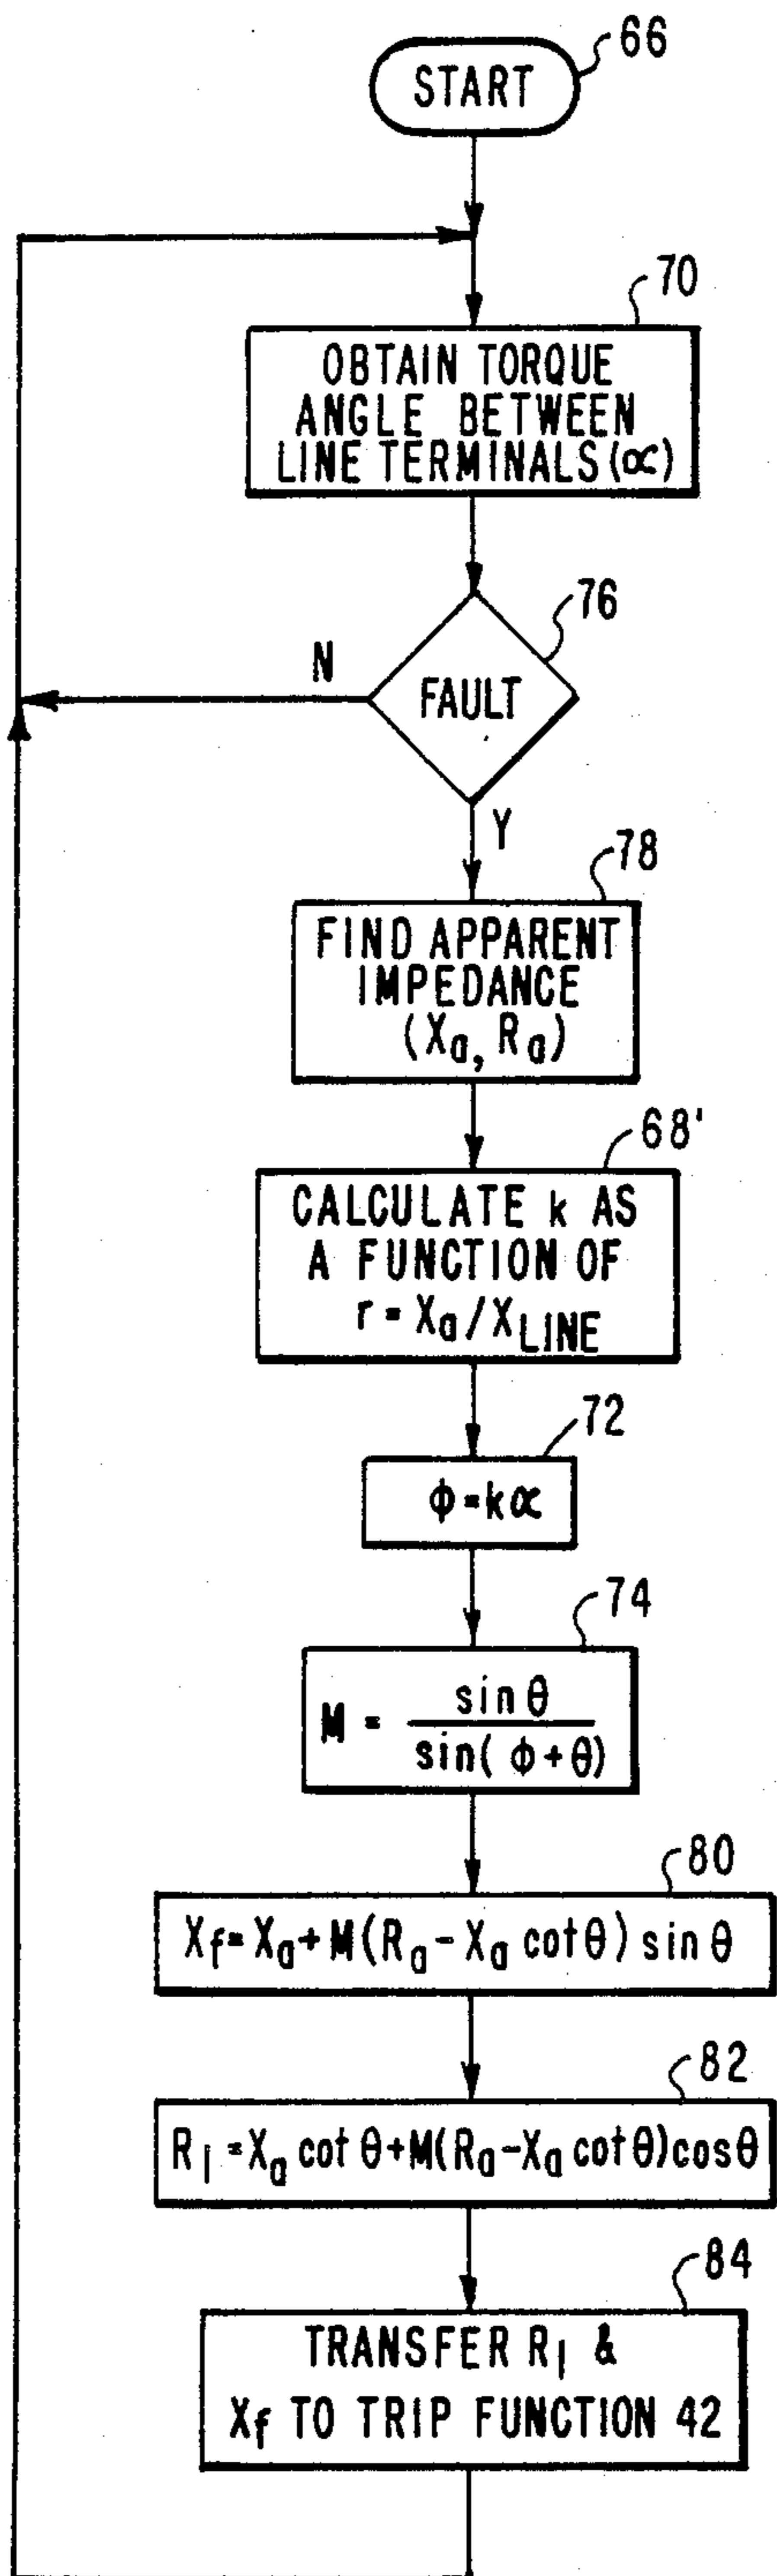 66
START
70
OBTAIN TORQUE
ANGLE BETWEEN
LINE TERMINALS (∝)
76
N
FAULT
Y
78
FIND APPARENT
IMPEDANCE
(Xa, Ra)
68'
CALCULATE k AS
A FUNCTION OF
r = Xa / XLINE
72
ϕ = k∝
74
M = sin θ / sin( ϕ + θ)
80
Xf = Xa + M(Ra - Xa cot θ) sin θ
82
Rl = Xa cot θ + M(Ra - Xa cot θ) cos θ
84
TRANSFER Rl &
Xf TO TRIP FUNCTION 42